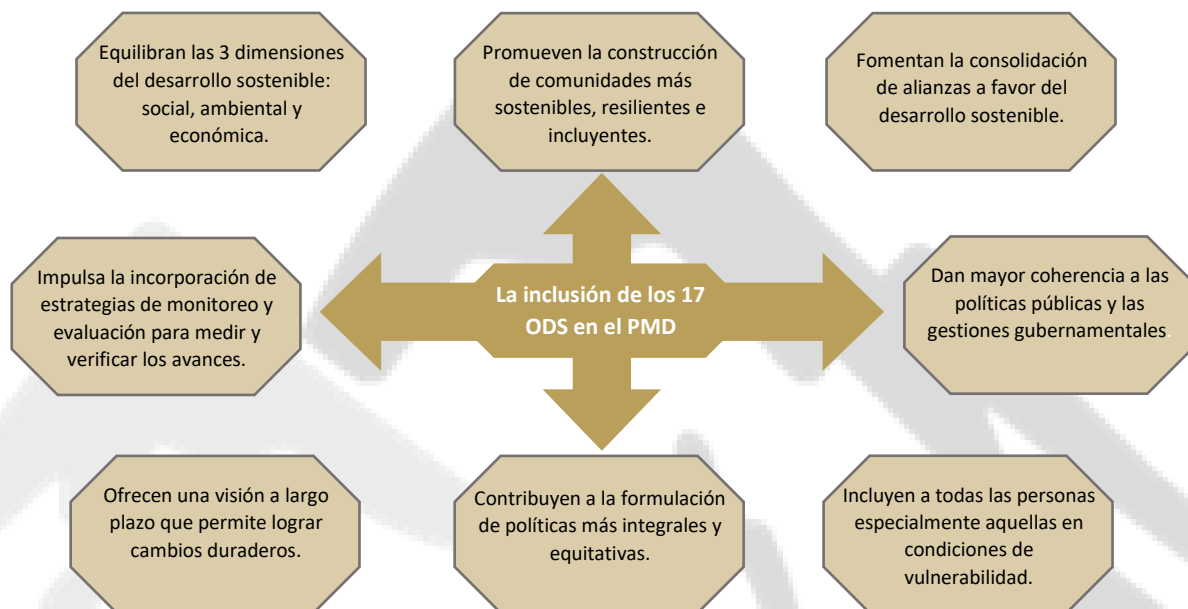 Equilibran las 3 dimensiones
del desarrollo sostenible:
social, ambiental y
económica.
Promueven la construcción
de comunidades más
sostenibles, resilientes e
incluyentes.
Fomentan la consolidación
de alianzas a favor del
desarrollo sostenible.
Impulsa la incorporación de
estrategias de monitoreo y
evaluación para medir y
verificar los avances.
La inclusión de los 17
ODS en el PMD
Dan mayor coherencia a las
políticas públicas y las
gestiones gubernamentales.
Ofrecen una visión a largo
plazo que permite lograr
cambios duraderos.
Contribuyen a la formulación
de políticas más integrales y
equitativas.
Incluyen a todas las personas
especialmente aquellas en
condiciones de
vulnerabilidad.